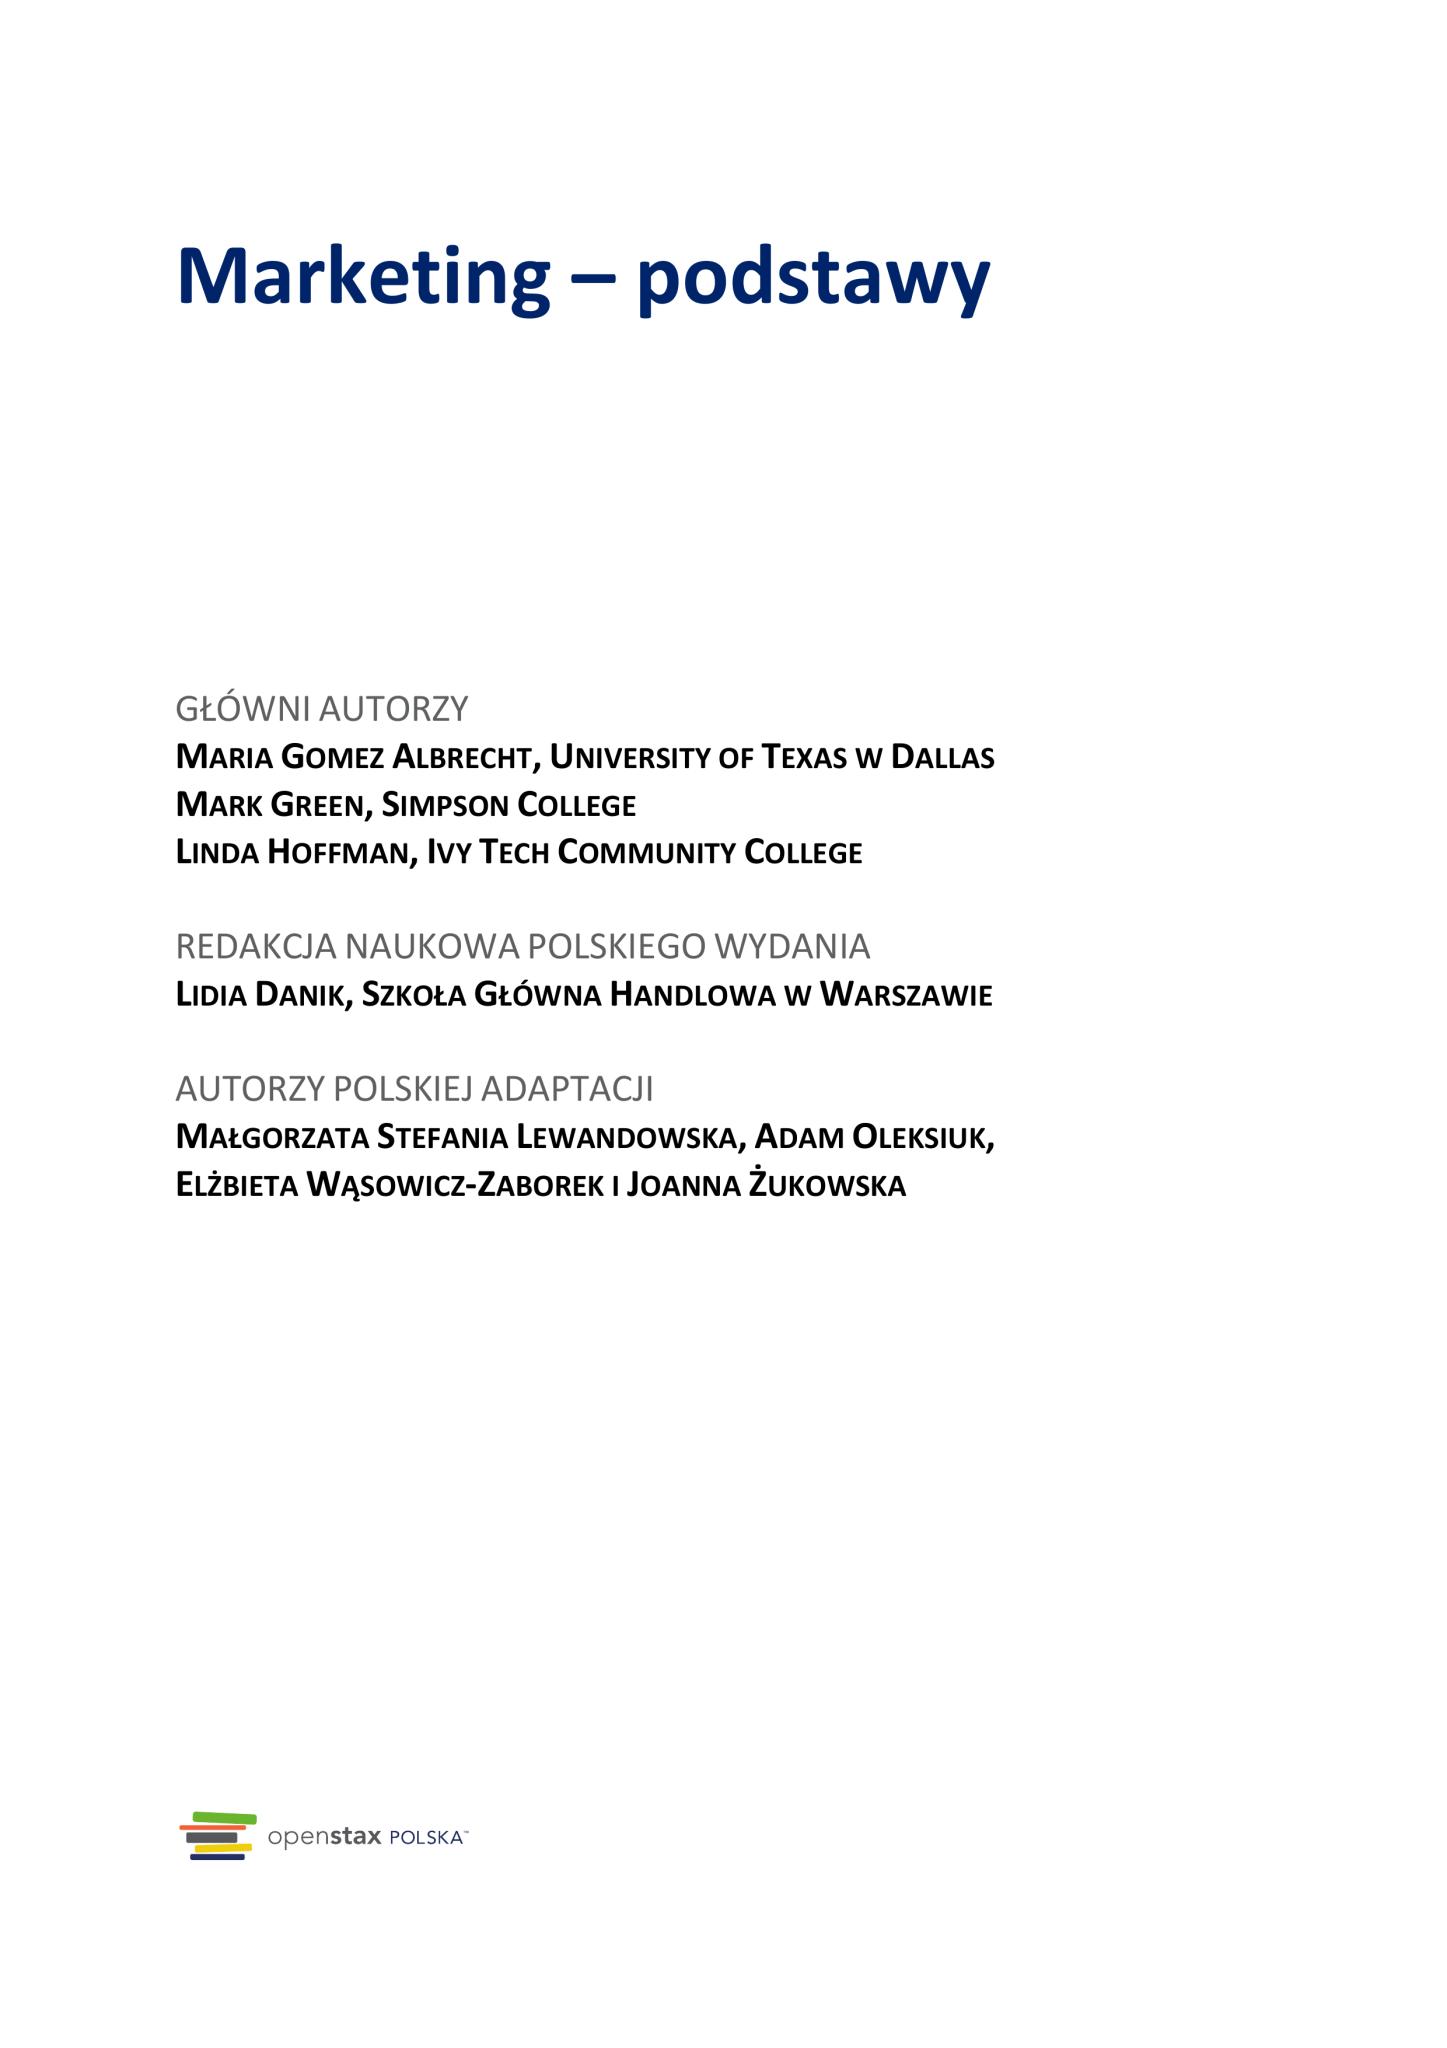 Marketing – podstawy
GŁÓWNI AUTORZY
MARIA GOMEZ ALBRECHT, UNIVERSITY OF TEXAS W DALLAS
MARK GREEN, SIMPSON COLLEGE
LINDA HOFFMAN, IVY TECH COMMUNITY COLLEGE
REDAKCJA NAUKOWA POLSKIEGO WYDANIA
LIDIA DANIK, SZKOŁA GŁÓWNA HANDLOWA W WARSZAWIE
AUTORZY POLSKIEJ ADAPTACJI
MAŁGORZATA STEFANIA LEWANDOWSKA, ADAM OLEKSIUK,
ELŻBIETA WĄSOWICZ-ZABOREK I JOANNA ŻUKOWSKA
openstax POLSKA™